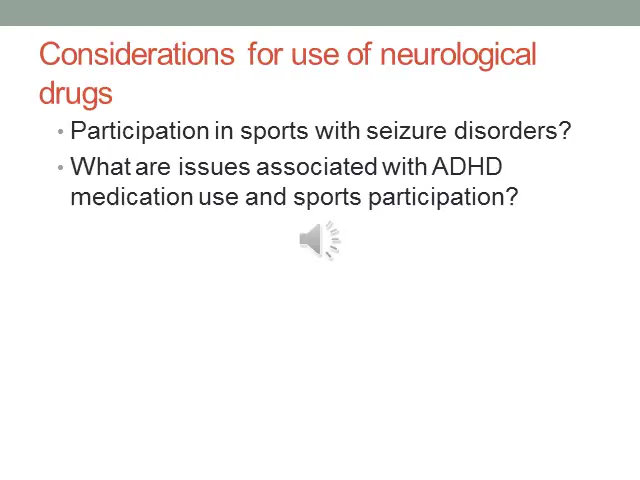 Considerations for use of neurological
drugs
• Participation in sports with seizure disorders?
• What are issues associated with ADHD
medication use and sports participation?